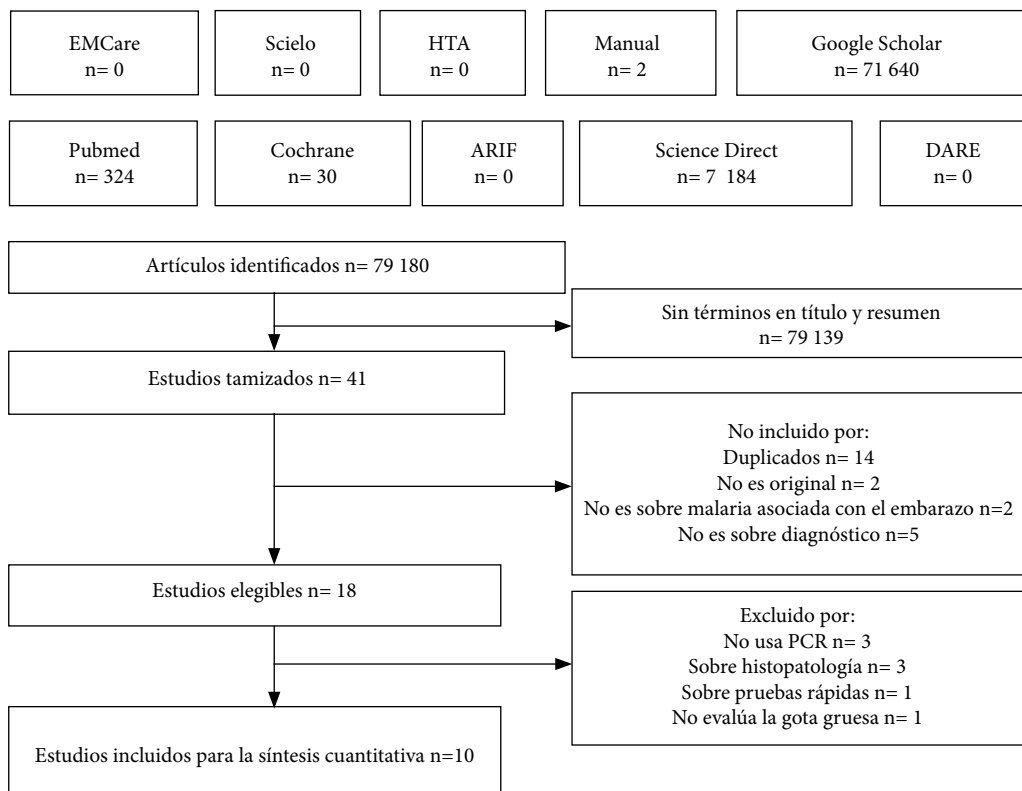 EMCare
n= 0
Scielo
n= 0
HTA
n= 0
Manual
n= 2
Google Scholar
n= 71 640
Pubmed
n= 324
Cochrane
n= 30
ARIF
n= 0
Science Direct
n= 7 184
DARE
n= 0
Artículos identificados n= 79 180
Sin términos en título y resumen
n= 79 139
Estudios tamizados n= 41
No incluido por:
Duplicados n= 14
No es original n= 2
No es sobre malaria asociada con el embarazo n=2
No es sobre diagnóstico n=5
Estudios elegibles n= 18
Excluido por:
No usa PCR n= 3
Sobre histopatología n= 3
Sobre pruebas rápidas n= 1
No evalúa la gota gruesa n= 1
Estudios incluidos para la síntesis cuantitativa n=10